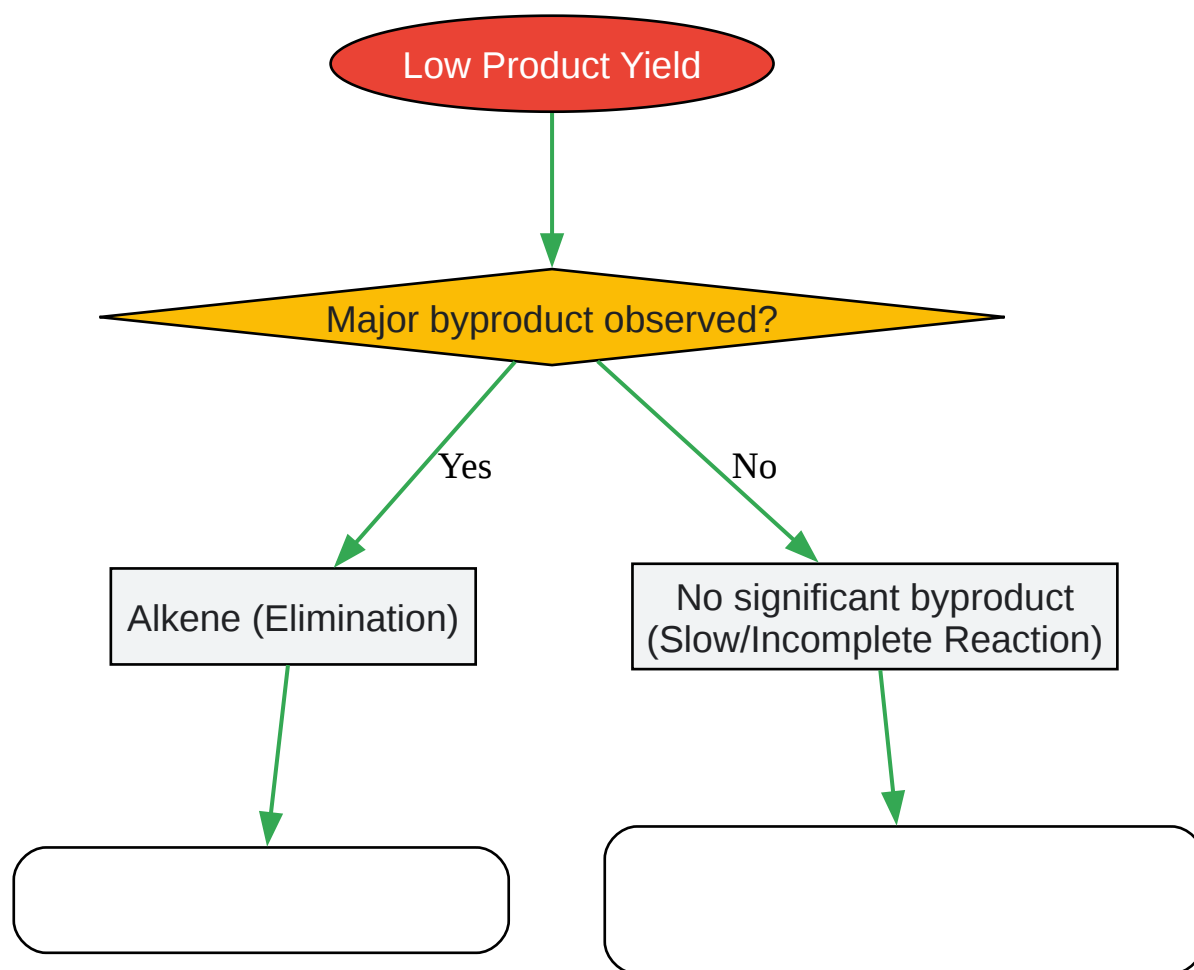 Low Product Yield
Major byproduct observed?
Yes
No
Alkene (Elimination)
No significant byproduct
(Slow/Incomplete Reaction)